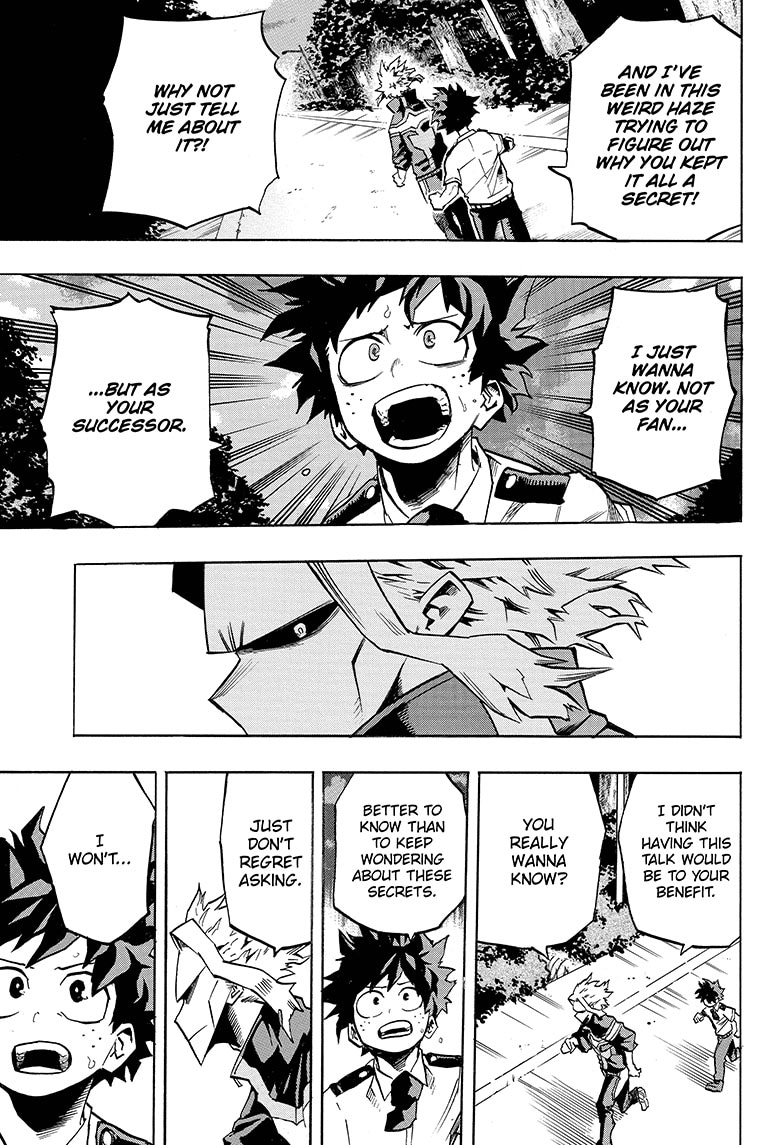 AND I'VE
BEEN IN THIS
WEIRD HAZE
TRYING TO
FIGURE OUT
WHY YOU KEPT
IT ALL A
SECRET!
WHY NOT
JUST TELL
ME ABOUT
IT?!
I JUST
WANNA
KNOW. NOT
AS YOUR
FAN...
...BUT AS
YOUR
SUCCESSOR.
I DIDN'T
THINK
HAVING THIS
TALK WOULD
BE TO YOUR
BENEFIT.
YOU
REALLY
WANNA
KNOW?
BETTER TO
KNOW THAN
TO KEEP
WONDERING
ABOUT THESE
SECRETS.
JUST
DON'T
REGRET
ASKING.
I
WON'T...